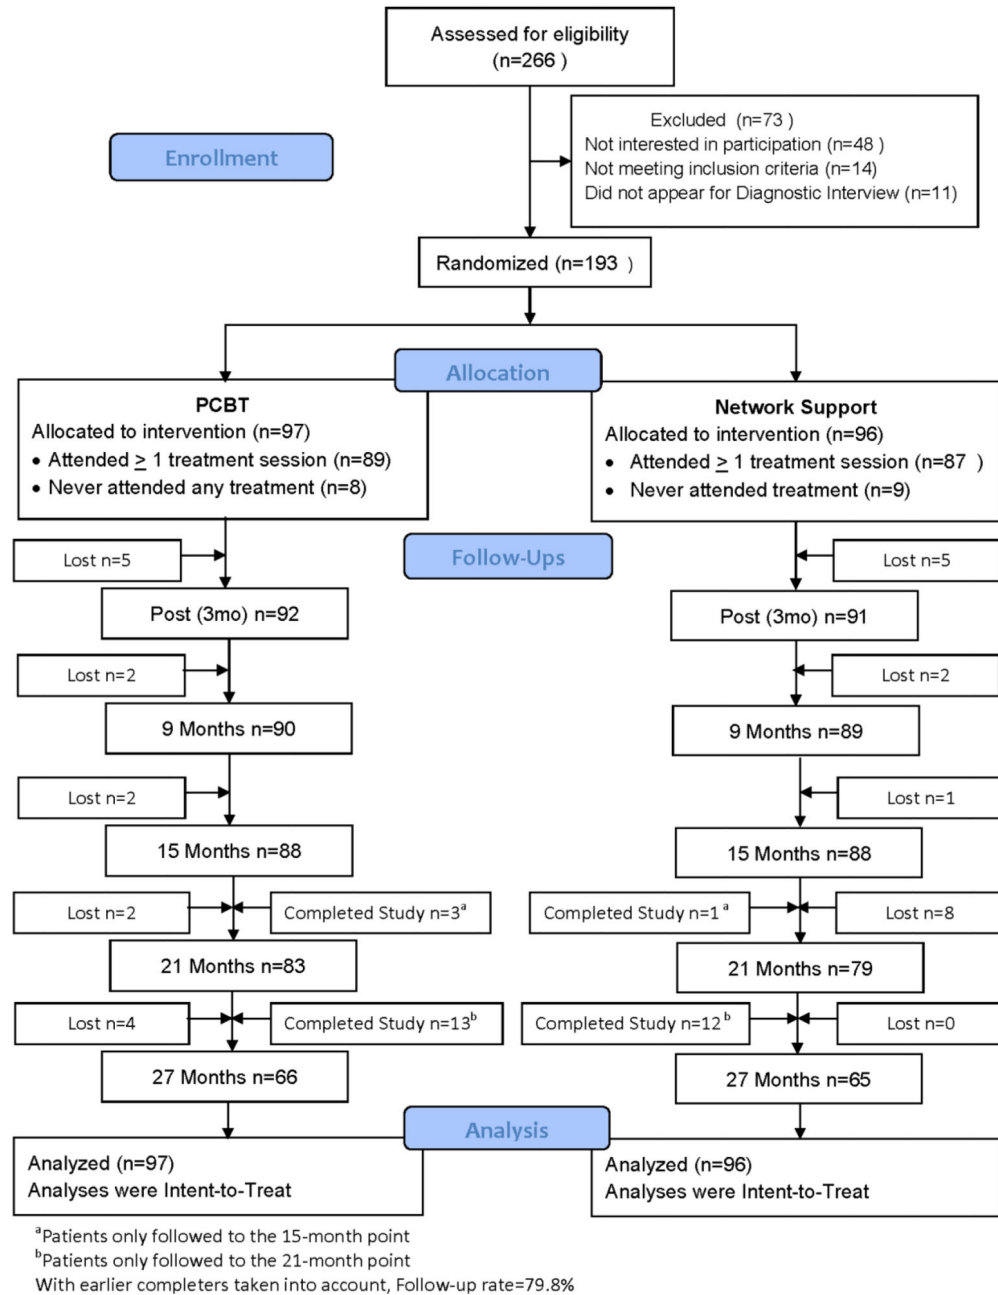 Assessed for eligibility
(n=266 )
Excluded (n=73 )
Not interested in participation (n=48 )
Not meeting inclusion criteria (n=14)
Did not appear for Diagnostic Interview (n=11)
Enrollment
Randomized (n=193 )
Allocation
PCBT
Allocated to intervention (n=97)
• Attended ≥ 1 treatment session (n=89)
• Never attended any treatment (n=8)
Network Support
Allocated to intervention (n=96)
• Attended ≥ 1 treatment session (n=87 )
• Never attended treatment (n=9)
Follow-Ups
Lost n=5
Lost n=5
Post (3mo) n=92
Post (3mo) n=91
Lost n=2
Lost n=2
9 Months n=90
9 Months n=89
Lost n=2
Lost n=1
15 Months n=88
15 Months n=88
Lost n=2
Completed Study n=3ᵃ
Completed Study n=1ᵃ
Lost n=8
21 Months n=83
21 Months n=79
Lost n=4
Completed Study n=13ᵇ
Completed Study n=12ᵇ
Lost n=0
27 Months n=66
27 Months n=65
Analysis
Analyzed (n=97)
Analyses were Intent-to-Treat
Analyzed (n=96)
Analyses were Intent-to-Treat
ᵃPatients only followed to the 15-month point
ᵇPatients only followed to the 21-month point
With earlier completers taken into account, Follow-up rate=79.8%